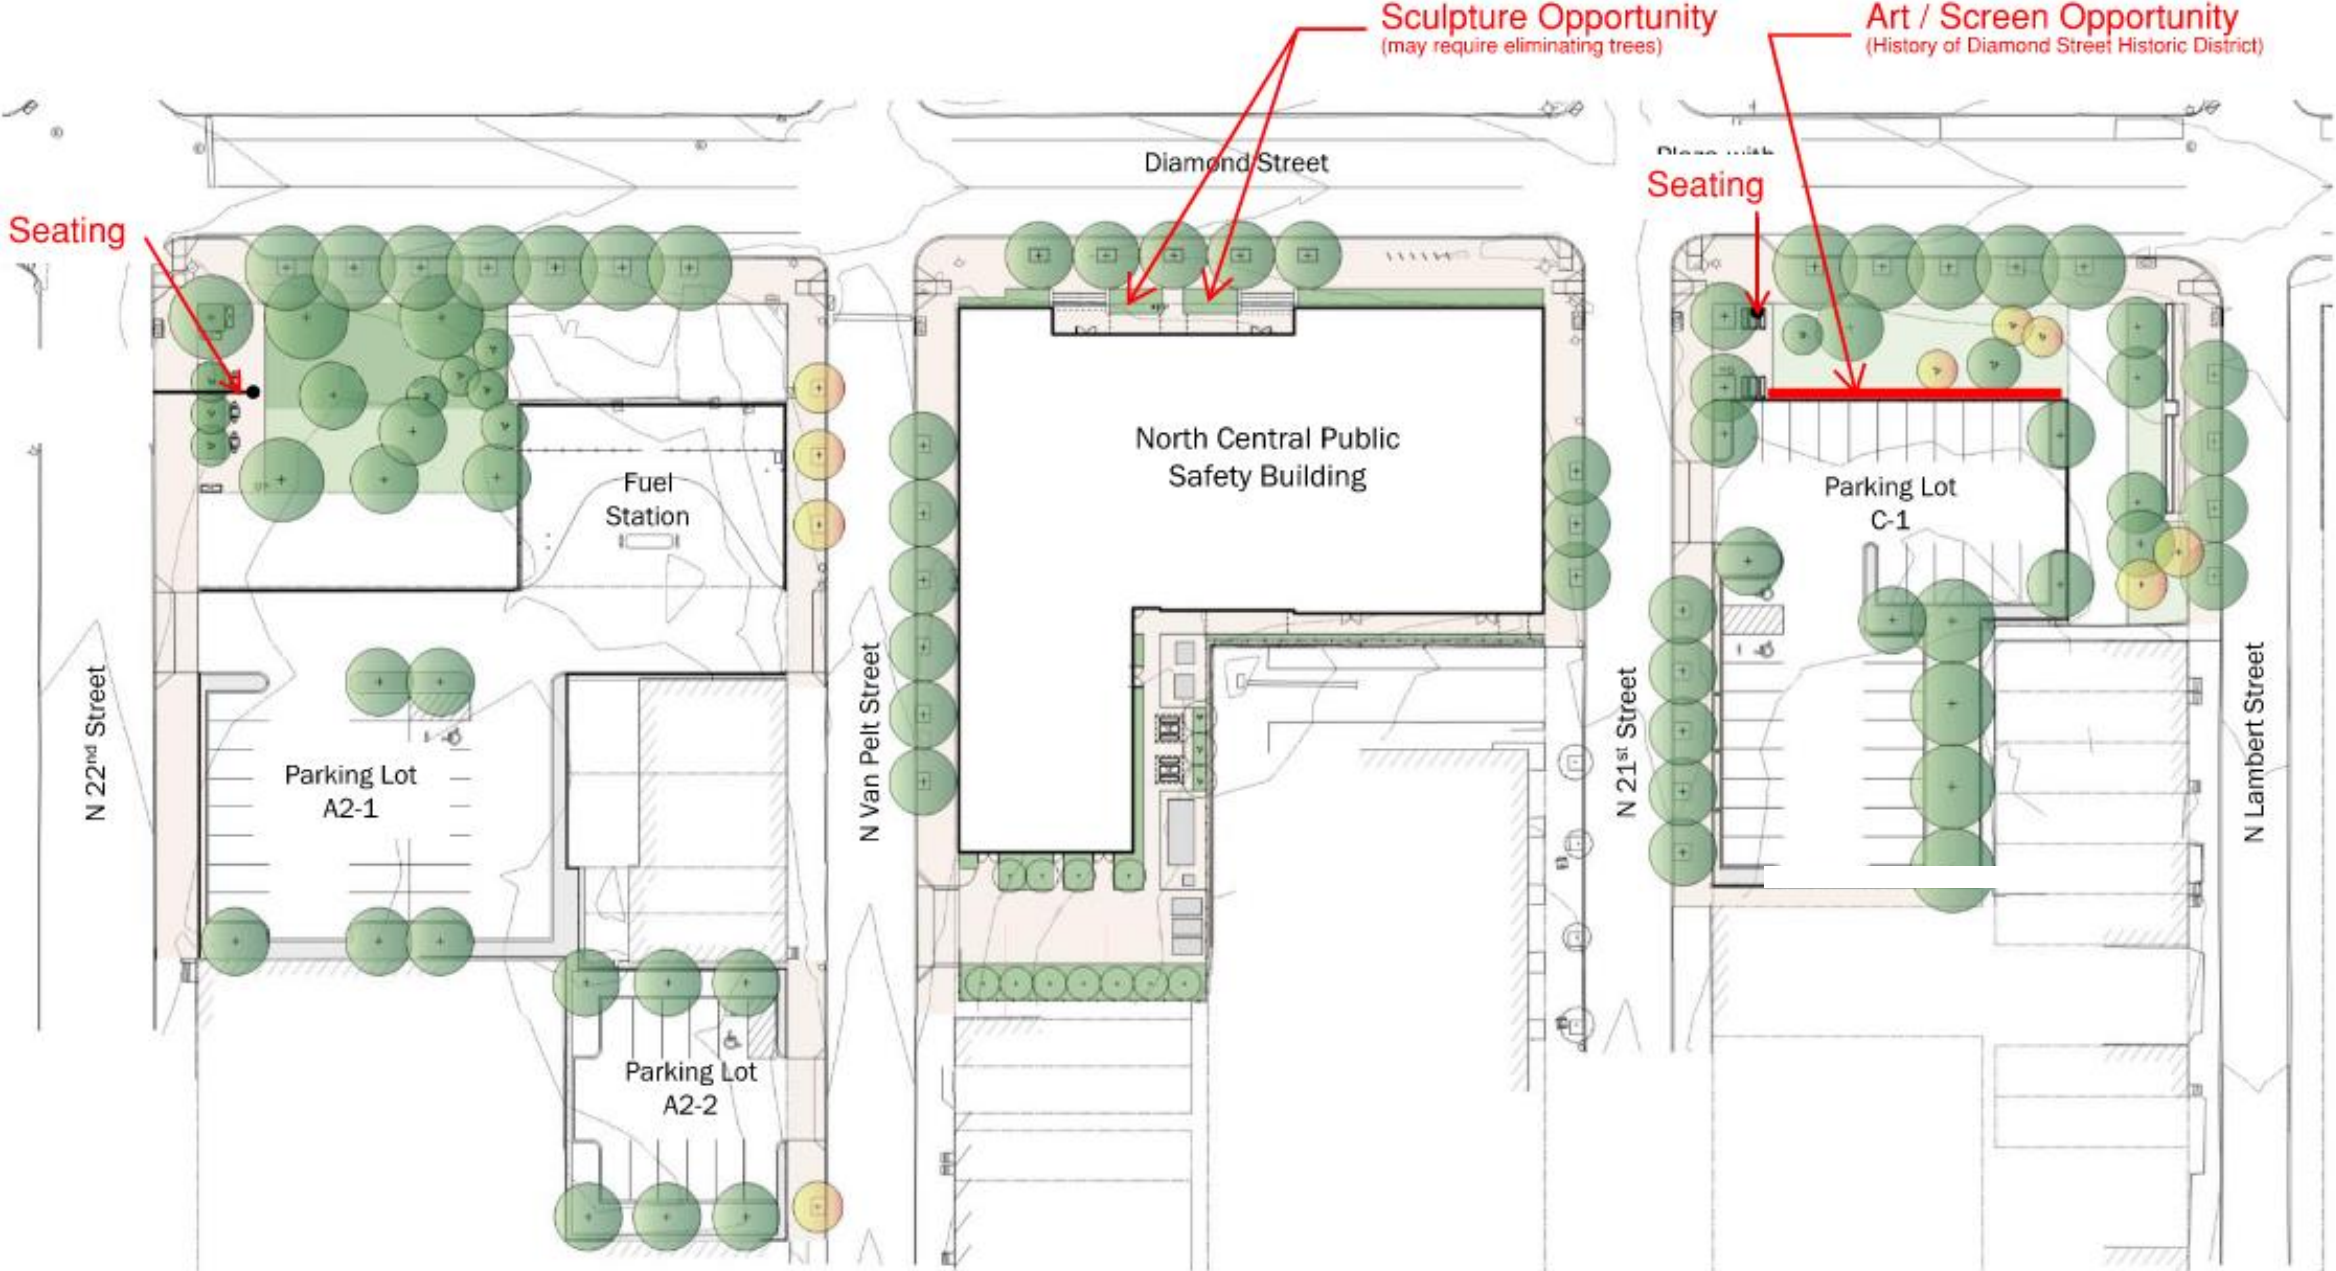 Sculpture Opportunity
(may require eliminating trees)
Art / Screen Opportunity
(History of Diamond Street Historic District)
Diamond Street
Seating
Seating
North Central Public
Safety Building
Fuel
Station
Parking Lot
C-1
N 22nd Street
N Van Pelt Street
N 21st Street
N Lambert Street
Parking Lot
A2-1
Parking Lot
A2-2